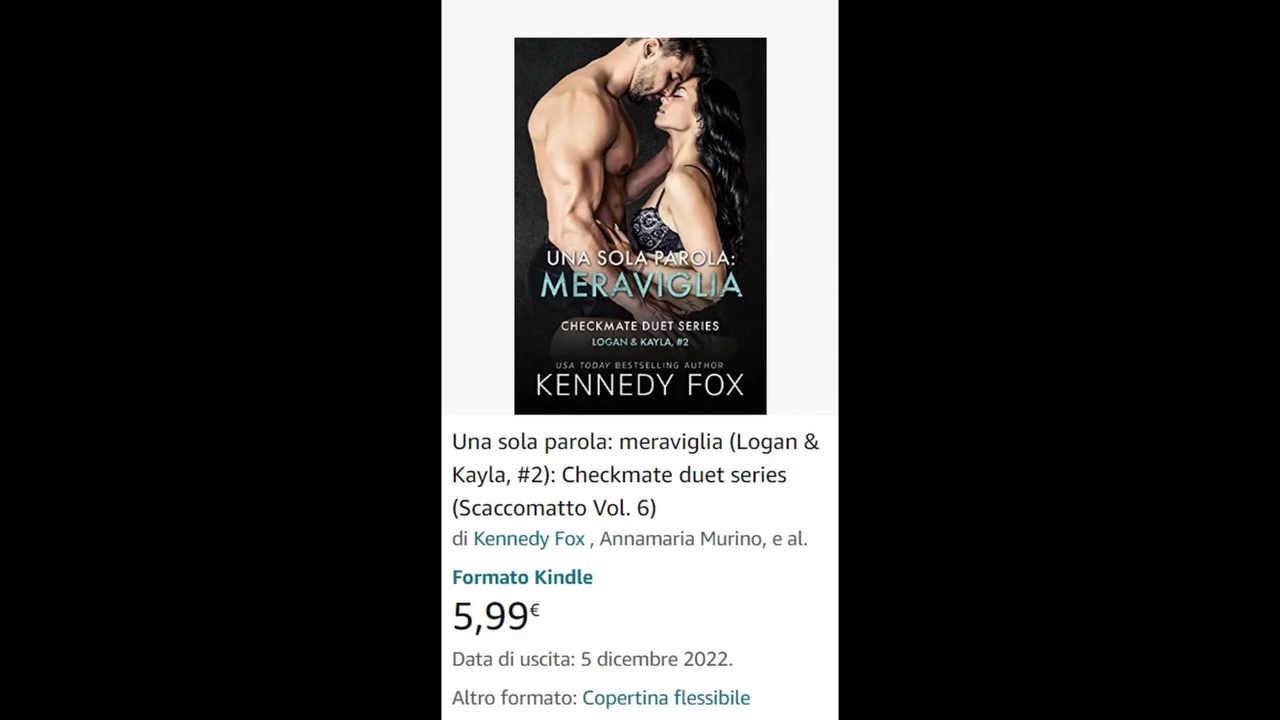 UNA SOLA PAROLA:
MERAVIGLIA
CHECKMATE DUET SERIES
LOGAN & KAYLA, #2
USA TODAY BESTSELLING AUTHOR
KENNEDY FOX
Una sola parola: meraviglia (Logan &
Kayla, #2): Checkmate duet series
(Scaccomatto Vol. 6)
di Kennedy Fox , Annamaria Murino, e al.
Formato Kindle
5,99€
Data di uscita: 5 dicembre 2022.
Altro formato: Copertina flessibile